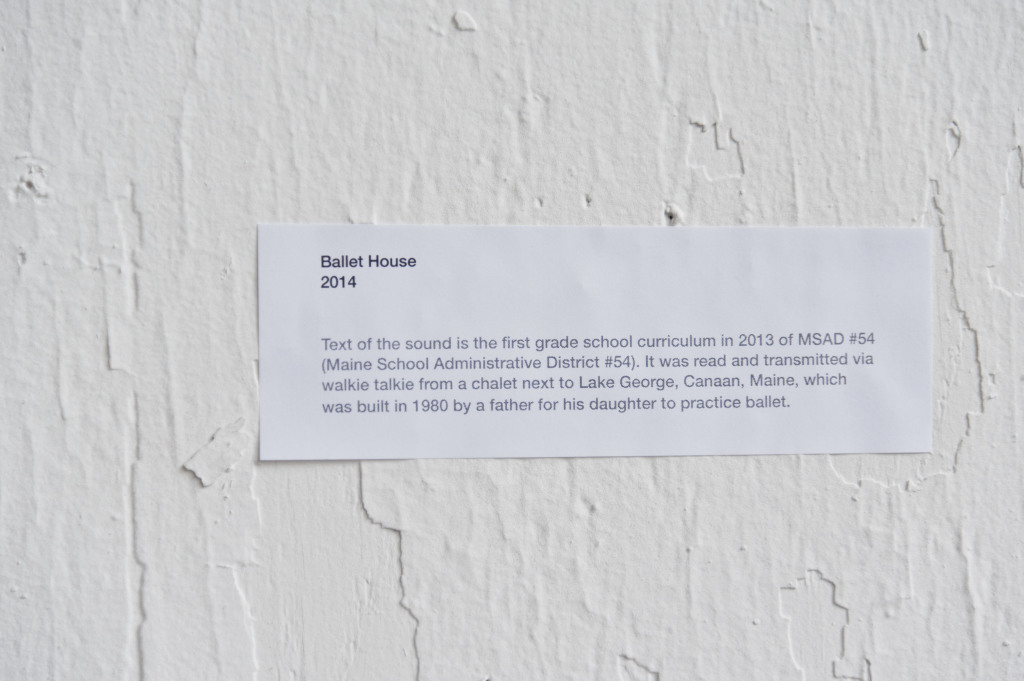 Ballet House
2014
Text of the sound is the first grade school curriculum in 2013 of MSAD #54
(Maine School Administrative District #54). It was read and transmitted via
walkie talkie from a chalet next to Lake George, Canaan, Maine, which
was built in 1980 by a father for his daughter to practice ballet.